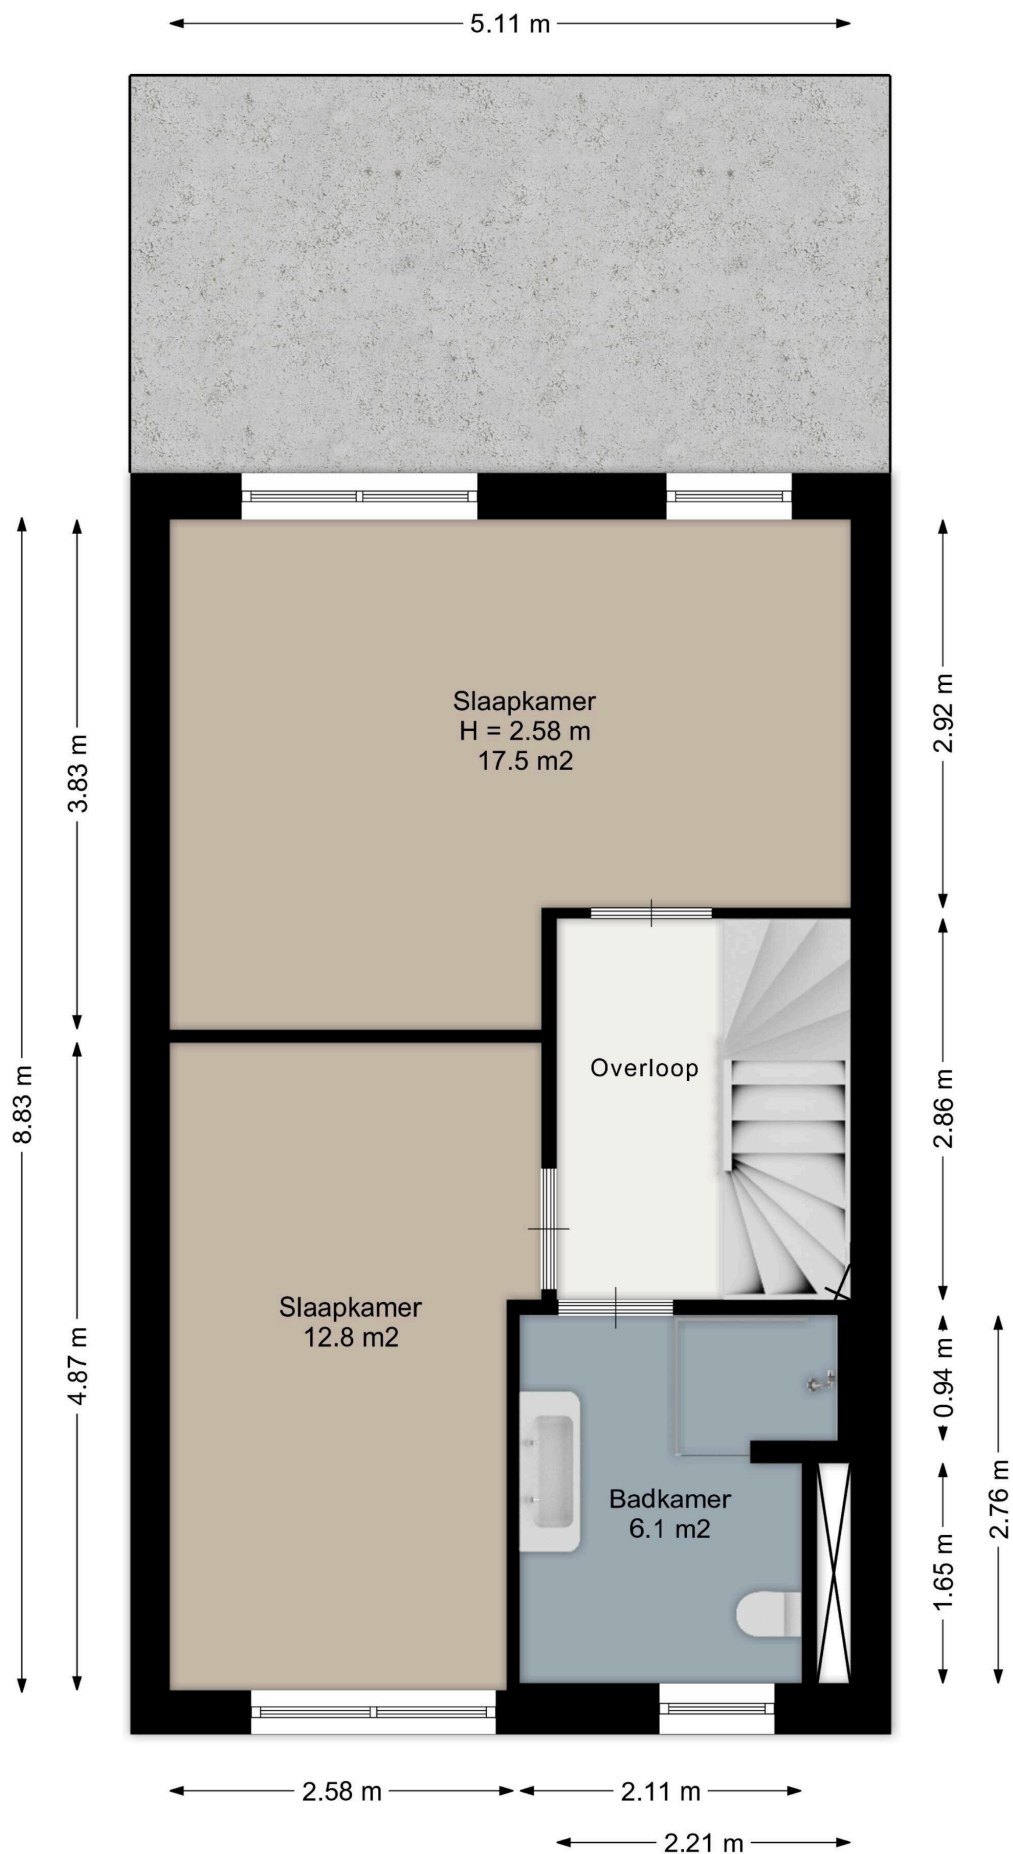 5.11 m
Slaapkamer
H = 2.58 m
17.5 m2
3.83 m
2.92 m
8.83 m
Overloop
2.86 m
Slaapkamer
12.8 m2
4.87 m
0.94 m
Badkamer
6.1 m2
2.76 m
1.65 m
2.58 m
2.11 m
2.21 m